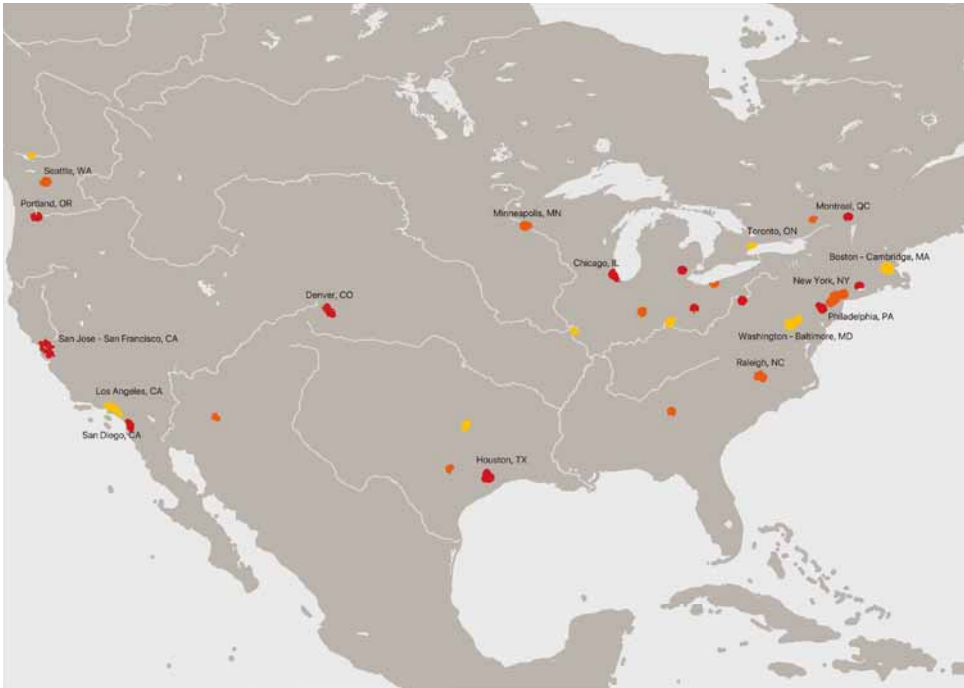 Seattle, WA
Portland, OR
Minneapolis, MN
Montreal, QC
Toronto, ON
Boston - Cambridge, MA
Chicago, IL
New York, NY
Denver, CO
Philadelphia, PA
San Jose - San Francisco, CA
Washington - Baltimore, MD
Raleigh, NC
Los Angeles, CA
San Diego, CA
Houston, TX